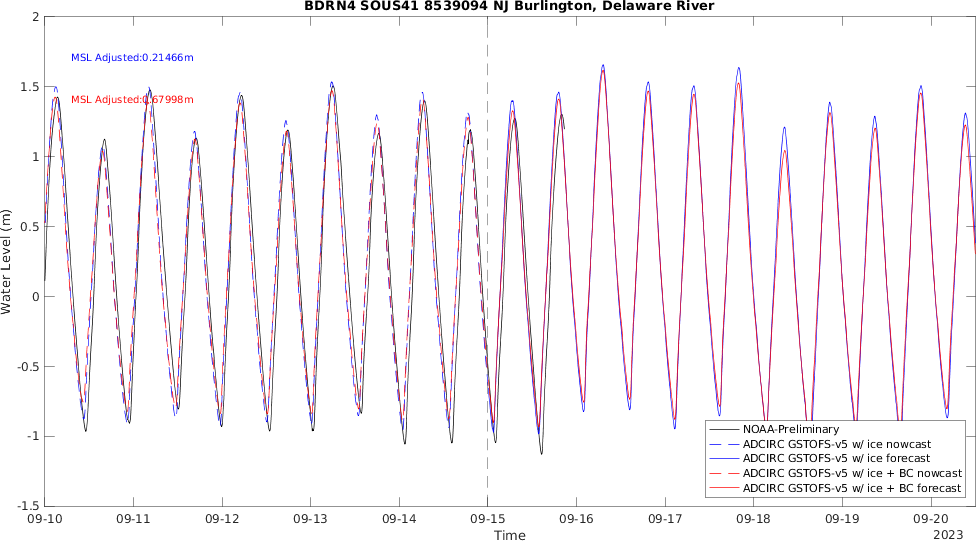 BDRN4 SOUS41 8539094 NJ Burlington, Delaware River
MSL Adjusted:0.21466m
MSL Adjusted:0.67998m
Water Level (m)
2
1.5
1
0.5
0
-0.5
-1
-1.5
NOAA-Preliminary
ADCIRC GSTOFS-v5 w/ ice nowcast
ADCIRC GSTOFS-v5 w/ ice forecast
ADCIRC GSTOFS-v5 w/ ice + BC nowcast
ADCIRC GSTOFS-v5 w/ ice + BC forecast
09-10 09-11 09-12 09-13 09-14 09-15 09-16 09-17 09-18 09-19 09-20
Time
2023